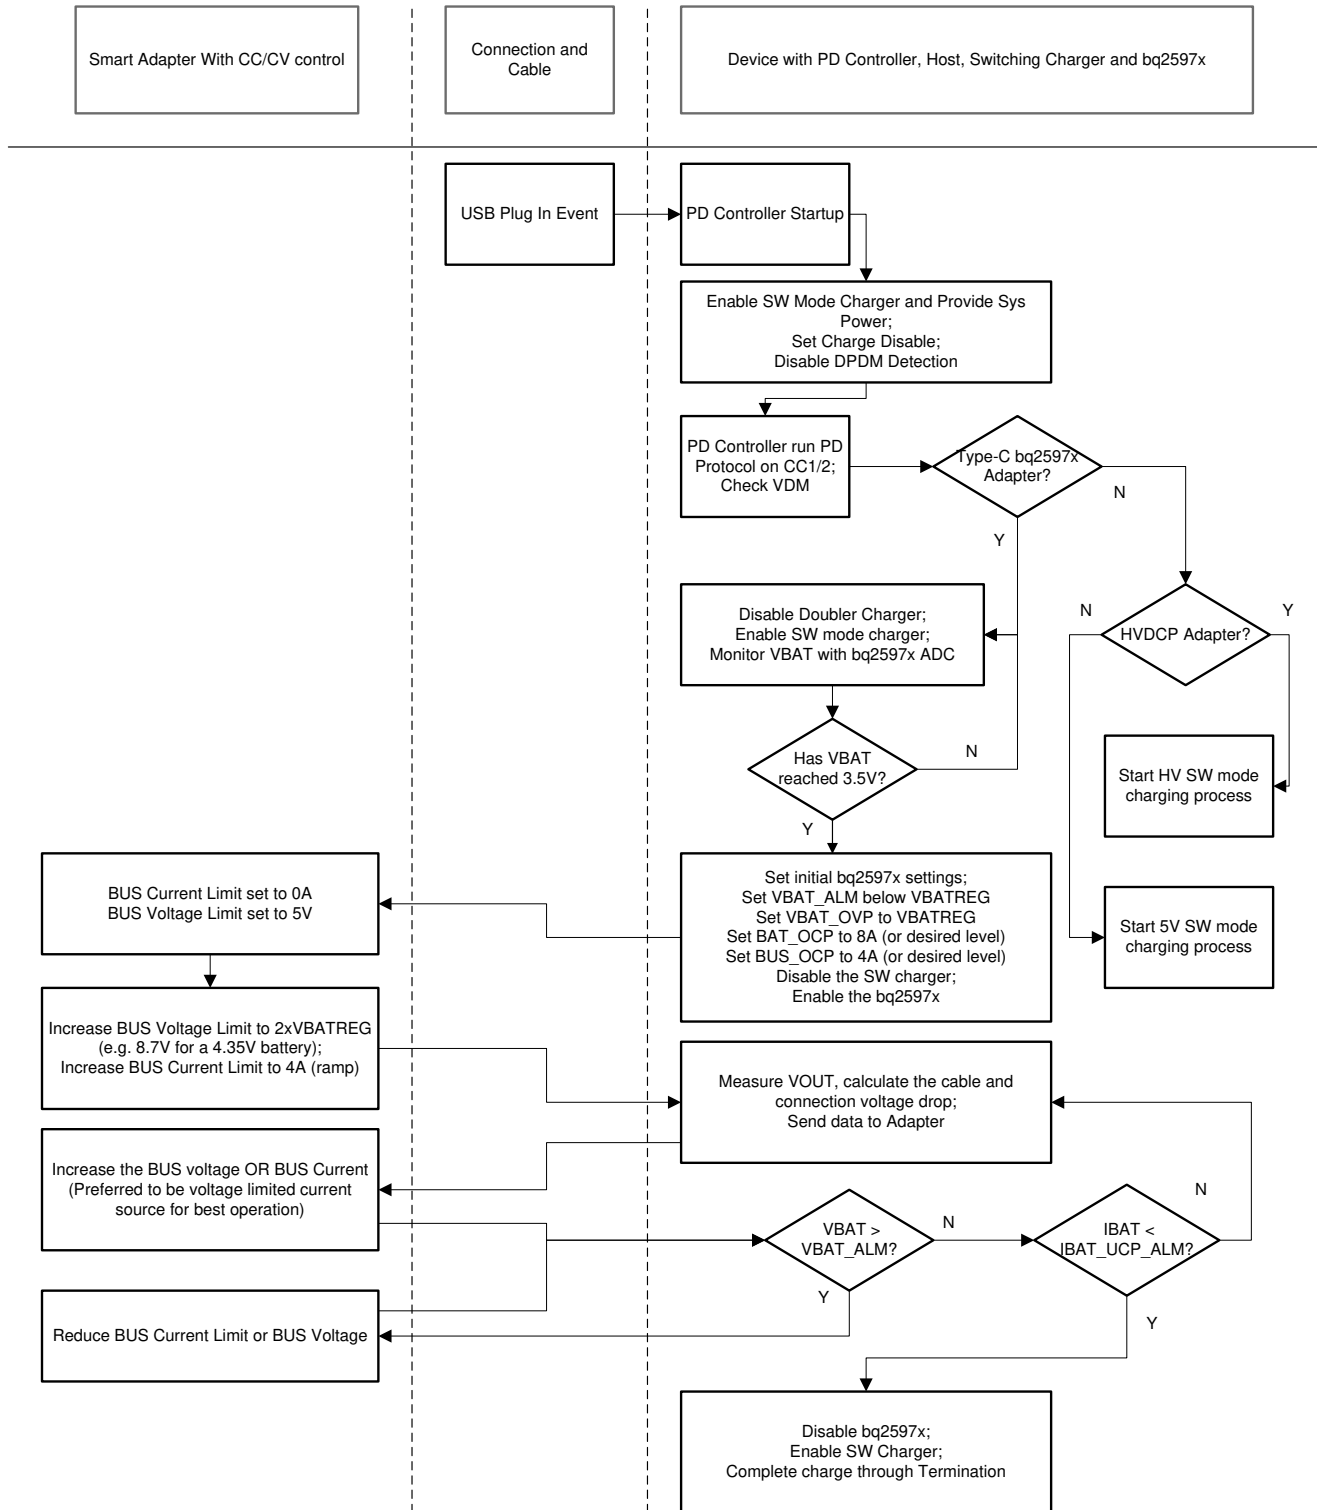 Smart Adapter With CC/CV control
Connection and
Cable
Device with PD Controller, Host, Switching Charger and bq2597x
USB Plug In Event
PD Controller Startup
Enable SW Mode Charger and Provide Sys
Power;
Set Charge Disable;
Disable DPDM Detection
PD Controller run PD
Protocol on CC1/2;
Check VDM
Type-C bq2597x
Adapter?
N
Y
Disable Doubler Charger;
Enable SW mode charger;
Monitor VBAT with bq2597x ADC
N
HVDCP Adapter?
Y
Has VBAT
reached 3.5V?
N
Y
Start HV SW mode
charging process
BUS Current Limit set to 0A
BUS Voltage Limit set to 5V
Set initial bq2597x settings;
Set VBAT_ALM below VBATREG
Set VBAT_OVP to VBATREG
Set BAT_OCP to 8A (or desired level)
Set BUS_OCP to 4A (or desired level)
Disable the SW charger;
Enable the bq2597x
Start 5V SW mode
charging process
Increase BUS Voltage Limit to 2xVBATREG
(e.g. 8.7V for a 4.35V battery);
Increase BUS Current Limit to 4A (ramp)
Measure VOUT, calculate the cable and
connection voltage drop;
Send data to Adapter
Increase the BUS voltage OR BUS Current
(Preferred to be voltage limited current
source for best operation)
VBAT >
VBAT_ALM?
N
Y
IBAT <
IBAT_UCP_ALM?
N
Y
Reduce BUS Current Limit or BUS Voltage
Disable bq2597x;
Enable SW Charger;
Complete charge through Termination